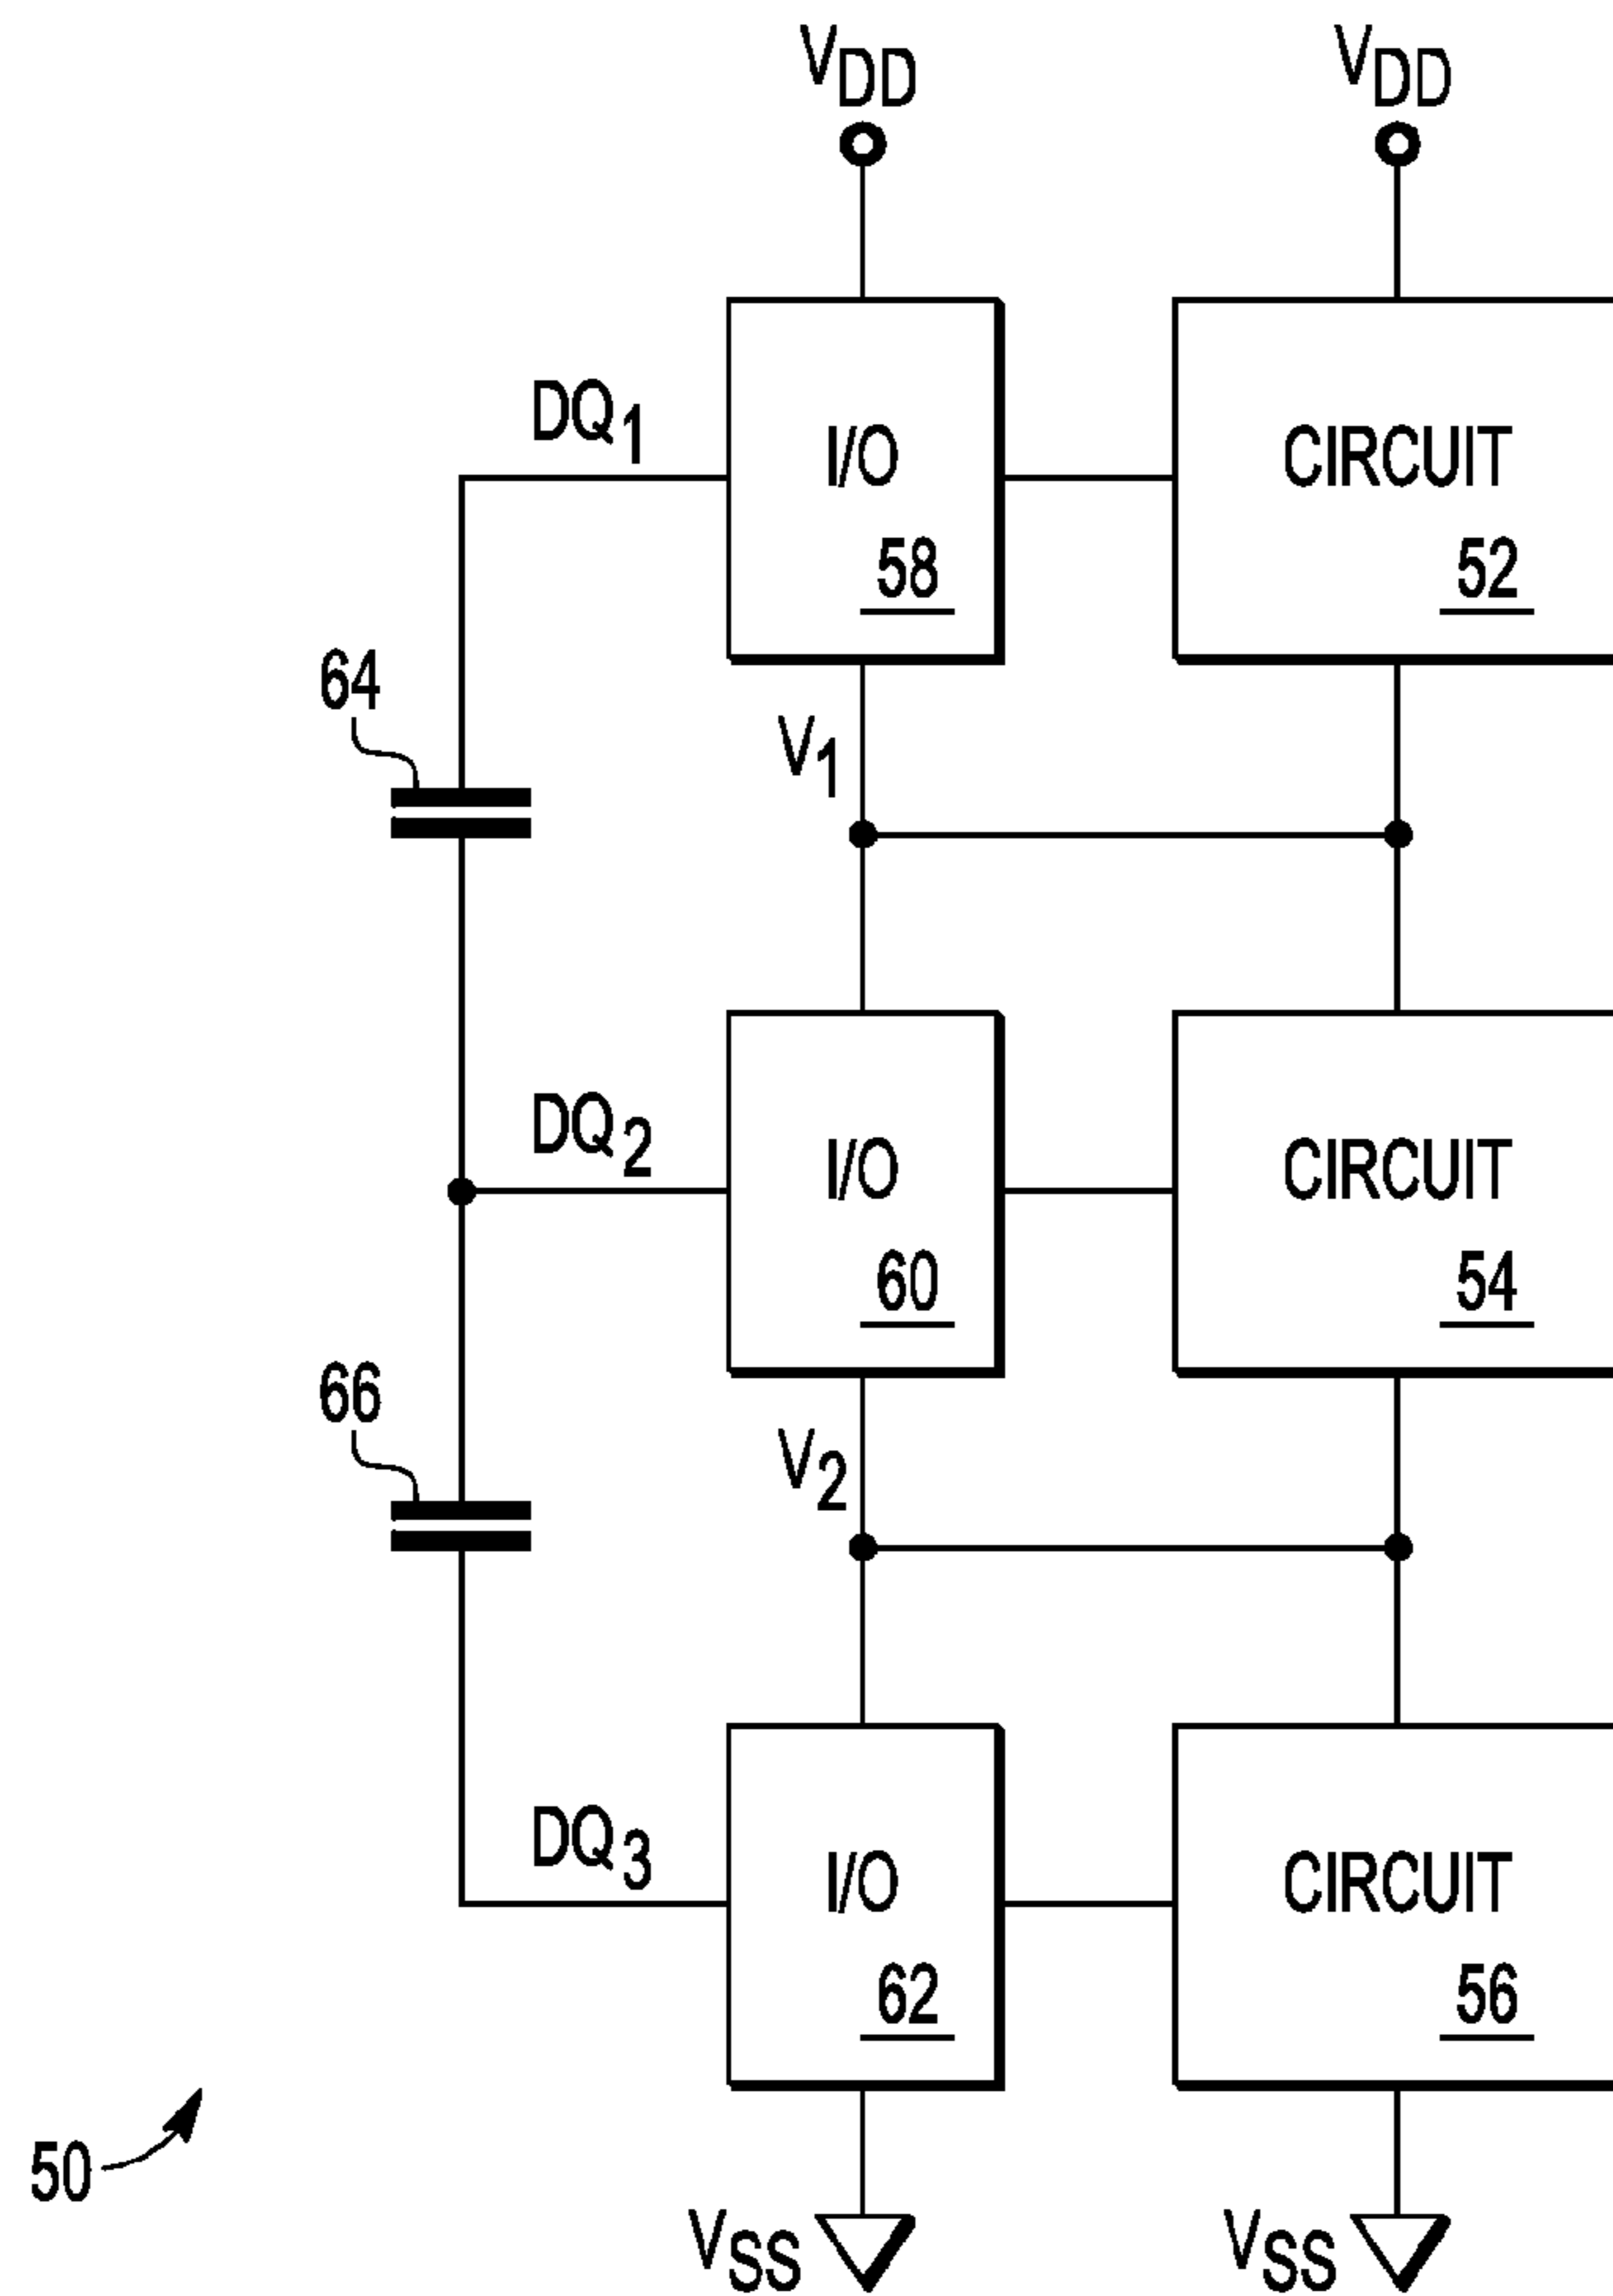 VDD VDD
DQ1 I/O CIRCUIT
58 52
64
V1
DQ2 I/O CIRCUIT
60 54
66
V2
DQ3 I/O CIRCUIT
62 56
50
VSS VSS